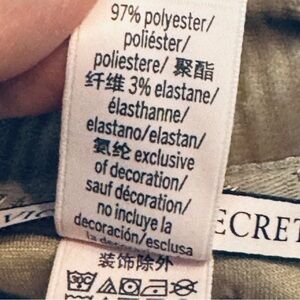 97% polyester/
poliéster/
poliestere/ 聚酯
纤维 3% elastane/
élasthanne/
elastano/elastan/
氨纶 exclusive
of decoration/
sauf décoration/
no incluye la
decoración/esclusa
装饰除外
ECRET